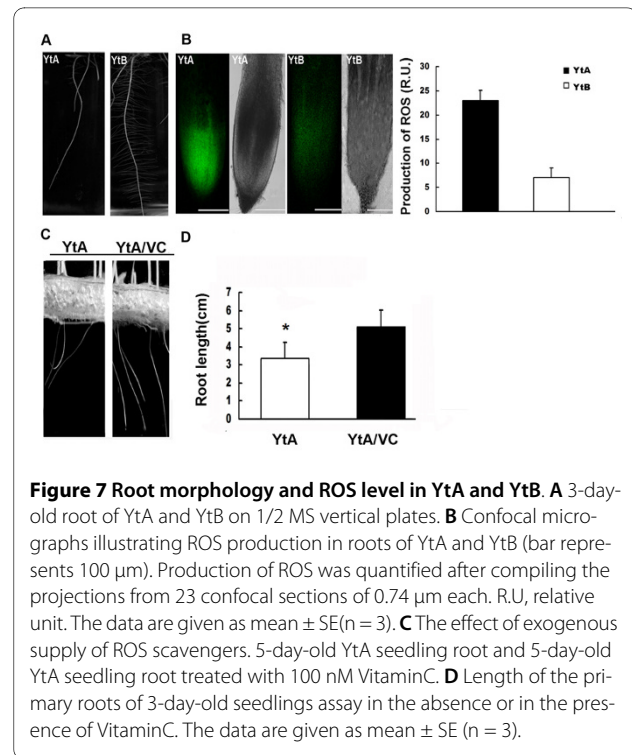 A
YtA
YtB
B
YtA
YtA
YtB
YtB
Production of ROS (R.U.)
30
25
20
15
10
5
0
YtA
YtB
C
YtA
YtA/VC
D
Root length(cm)
7
6
5
4
3
2
1
0
*
YtA
YtA/VC
Figure 7 Root morphology and ROS level in YtA and YtB. A 3-day-
old root of YtA and YtB on 1/2 MS vertical plates. B Confocal micro-
graphs illustrating ROS production in roots of YtA and YtB (bar repre-
sents 100 μm). Production of ROS was quantified after compiling the
projections from 23 confocal sections of 0.74 μm each. R.U, relative
unit. The data are given as mean ± SE(n = 3). C The effect of exogenous
supply of ROS scavengers. 5-day-old YtA seedling root and 5-day-old
YtA seedling root treated with 100 nM VitaminC. D Length of the pri-
mary roots of 3-day-old seedlings assay in the absence or in the pres-
ence of VitaminC. The data are given as mean ± SE (n = 3).